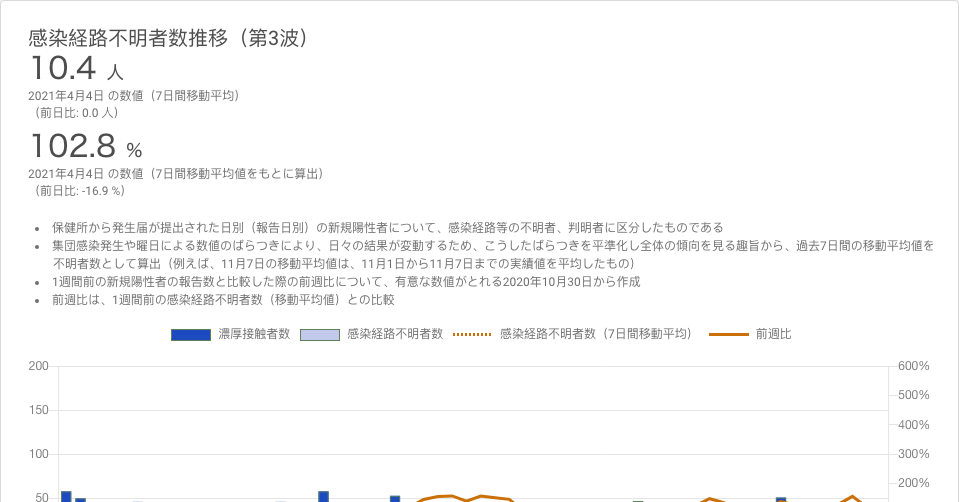 感染経路不明者数推移（第3波）
10.4 人
2021年4月4日 の数値（7日間移動平均）
（前日比: 0.0 人）
102.8 %
2021年4月4日 の数値（7日間移動平均値をもとに算出）
（前日比: -16.9 %）
• 保健所から発生届が提出された日別（報告日別）の新規陽性者について、感染経路等の不明者、判明者に区分したものである
• 集団感染発生や曜日による数値のばらつきにより、日々の結果が変動するため、こうしたばらつきを平準化し全体の傾向を見る趣旨から、過去7日間の移動平均値を
不明者数として算出（例えば、11月7日の移動平均値は、11月1日から11月7日までの実績値を平均したもの）
• 1週間前の新規陽性者の報告数と比較した際の前週比について、有意な数値がとれる2020年10月30日から作成
• 前週比は、1週間前の感染経路不明者数（移動平均値）との比較
濃厚接触者数 感染経路不明者数 感染経路不明者数（7日間移動平均） 前週比
200 600%
500%
150
400%
100 300%
200%
50